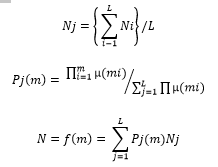 Nj = { ∑_{i-1}^{L} Ni } /L
Pj(m) = ∏_{i=1}^{m} μ(mi) / ∑_{j=1}^{L} ∏ μ(mi)
N = f(m) = ∑_{j=1}^{L} Pj(m)Nj